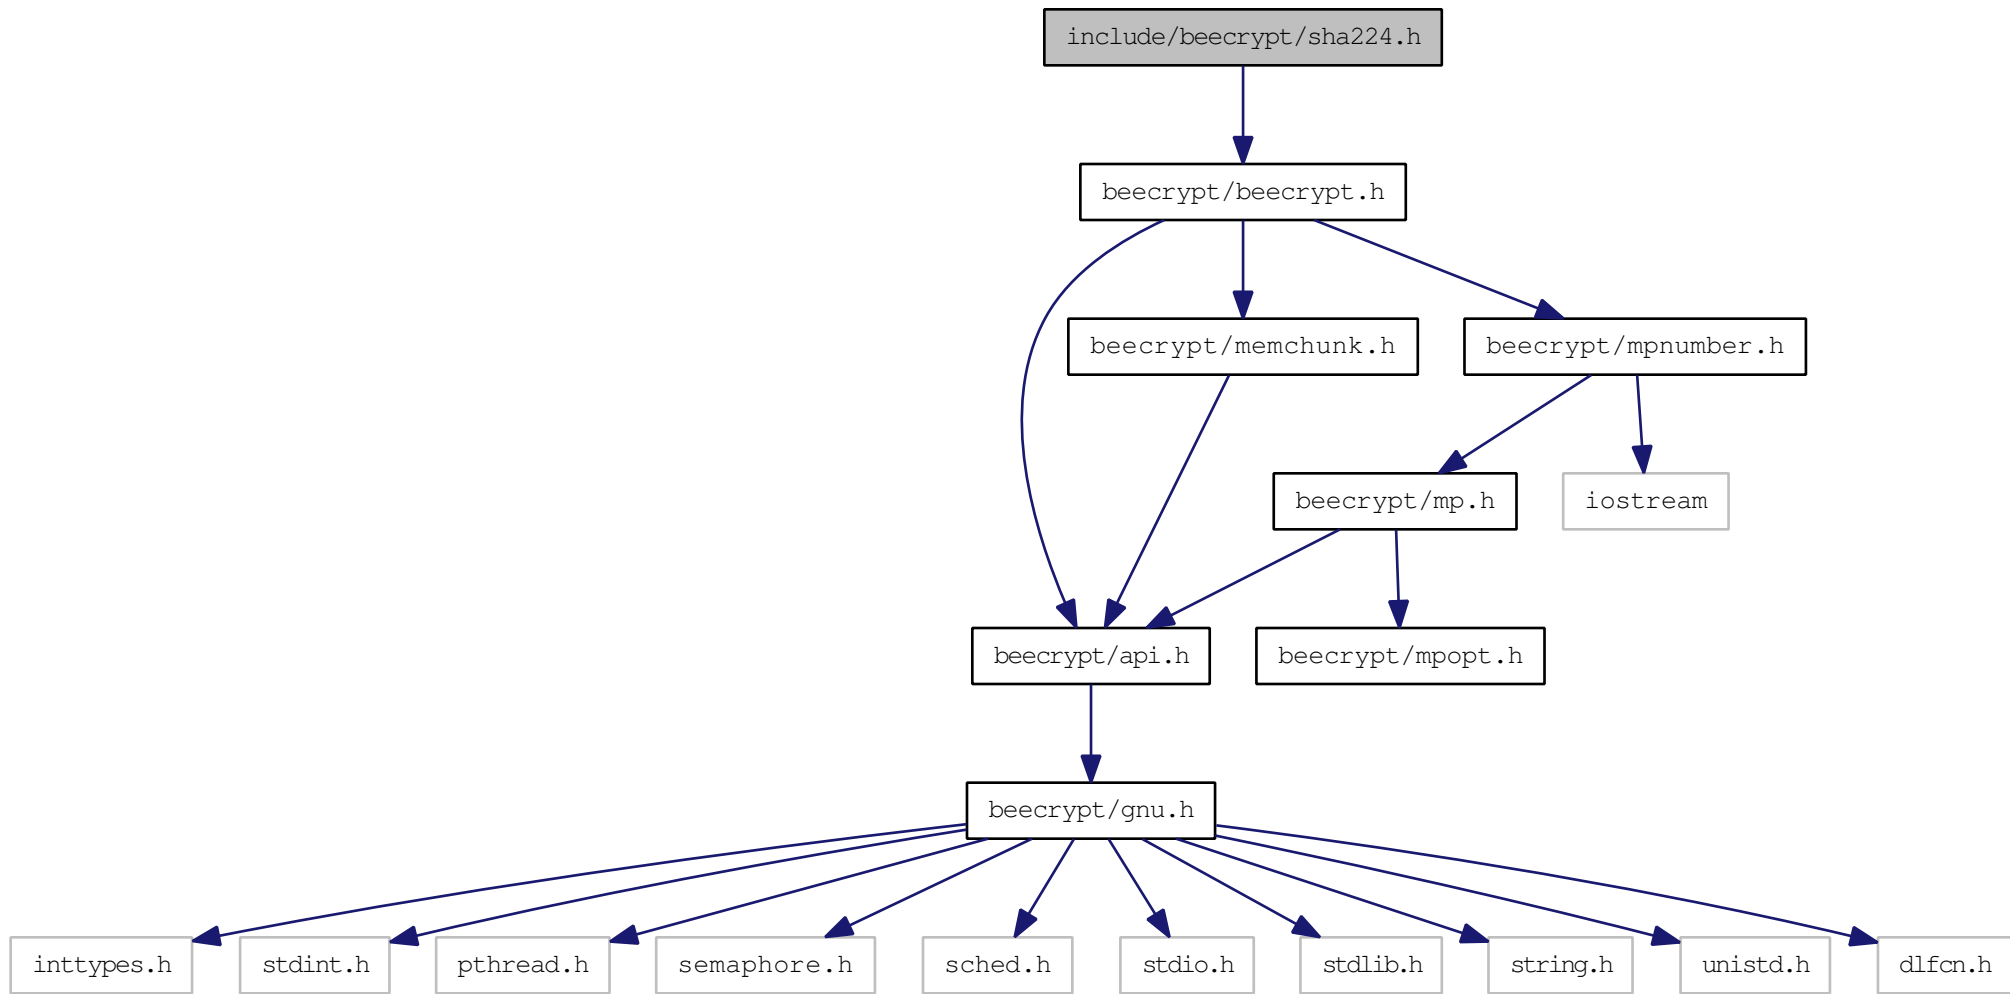 include/beecrypt/sha224.h
beecrypt/beecrypt.h
beecrypt/memchunk.h
beecrypt/mpnumber.h
beecrypt/mp.h
iostream
beecrypt/api.h
beecrypt/mpopt.h
beecrypt/gnu.h
inttypes.h
stdint.h
pthread.h
semaphore.h
sched.h
stdio.h
stdlib.h
string.h
unistd.h
dlfcn.h